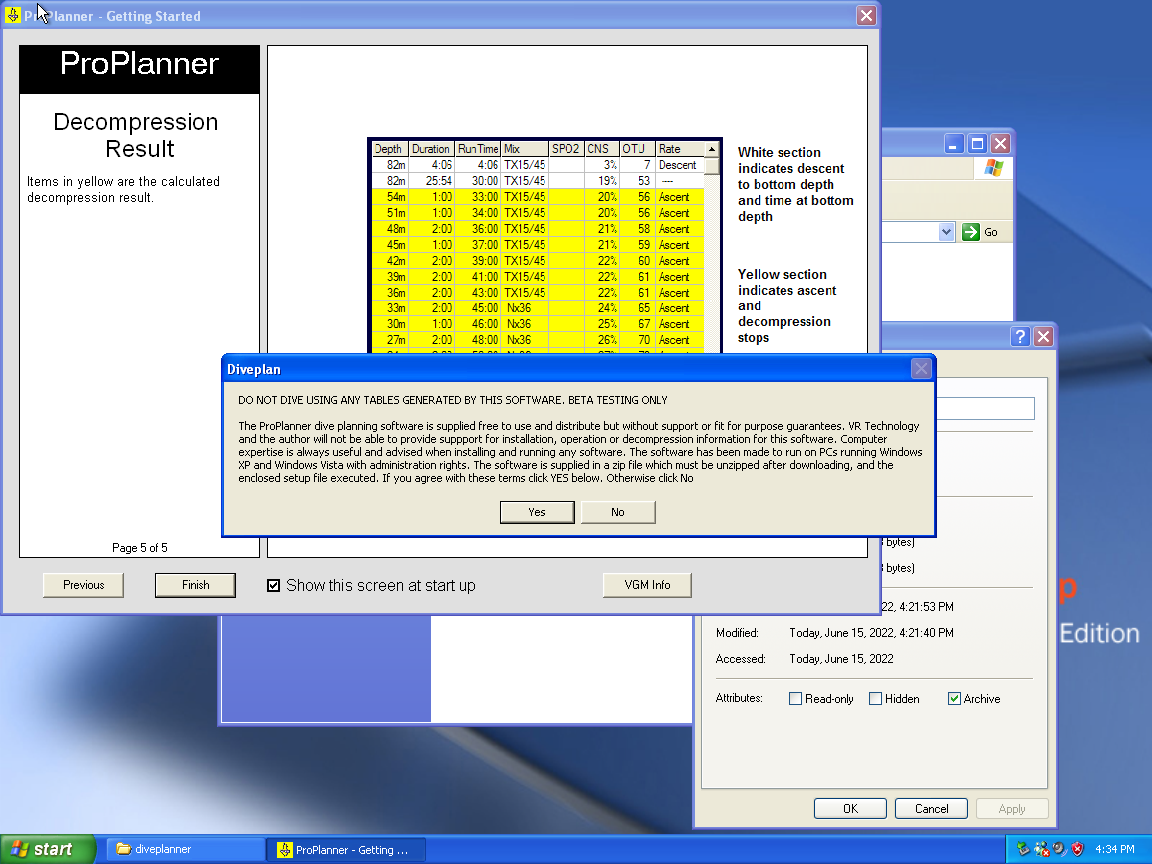 ProPlanner - Getting Started
ProPlanner
Decompression
Result
Items in yellow are the calculated
decompression result.
Page 5 of 5
Depth Duration RunTime Mix SPO2 CNS OTU Rate
82m 4:06 4:06 TX15/45 3% 7 Descent
82m 25:54 30:00 TX15/45 19% 53 ----
54m 1:00 33:00 TX15/45 20% 56 Ascent
51m 1:00 34:00 TX15/45 20% 56 Ascent
48m 2:00 36:00 TX15/45 21% 58 Ascent
45m 1:00 37:00 TX15/45 21% 59 Ascent
42m 2:00 39:00 TX15/45 22% 60 Ascent
39m 2:00 41:00 TX15/45 22% 61 Ascent
36m 2:00 43:00 TX15/45 22% 61 Ascent
33m 2:00 45:00 Nx36 24% 65 Ascent
30m 1:00 46:00 Nx36 25% 67 Ascent
27m 2:00 48:00 Nx36 26% 70 Ascent
White section
indicates descent
to bottom depth
and time at bottom
depth
Yellow section
indicates ascent
and
decompression
stops
Go
Diveplan
DO NOT DIVE USING ANY TABLES GENERATED BY THIS SOFTWARE. BETA TESTING ONLY
The ProPlanner dive planning software is supplied free to use and distribute but without support or fit for purpose guarantees. VR Technology
and the author will not be able to provide suppport for installation, operation or decompression information for this software. Computer
expertise is always useful and advised when installing and running any software. The software has been made to run on PCs running Windows
XP and Windows Vista with administration rights. The software is supplied in a zip file which must be unzipped after downloading, and the
enclosed setup file executed. If you agree with these terms click YES below. Otherwise click No
Yes No
Previous Finish Show this screen at start up VGM Info
bytes)
bytes)
22, 4:21:53 PM
Modified: Today, June 15, 2022, 4:21:40 PM
Accessed: Today, June 15, 2022
Attributes: Read-only Hidden Archive
OK Cancel Apply
p
Edition
start diveplanner ProPlanner - Getting ... 4:34 PM